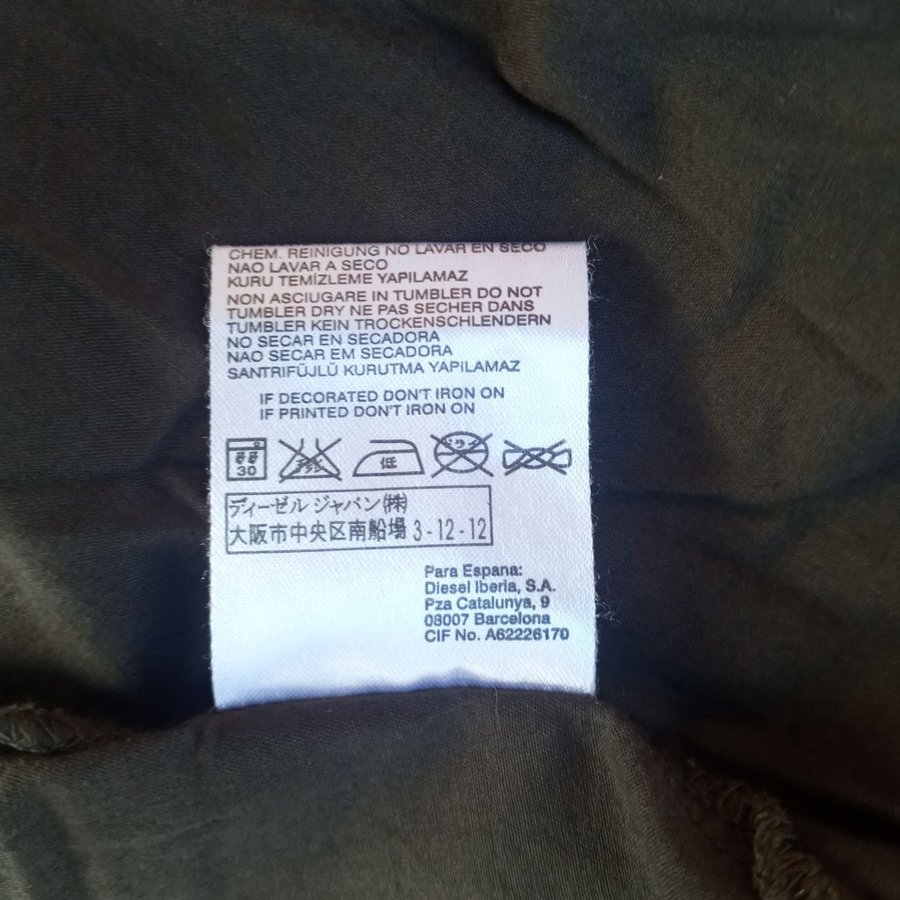 CHEM. REINIGUNG NO LAVAR EN SECO
NAO LAVAR A SECO
KURU TEMİZLEME YAPILAMAZ
NON ASCIUGARE IN TUMBLER DO NOT
TUMBLER DRY NE PAS SECHER DANS
TUMBLER KEIN TROCKENSCHLENDERN
NO SECAR EN SECADORA
NAO SECAR EM SECADORA
SANTRIFÜJLÜ KURUTMA YAPILAMAZ
IF DECORATED DON'T IRON ON
IF PRINTED DON'T IRON ON
30 低 ドライ
ディーゼル ジャパン(株)
大阪市中央区南船場 3-12-12
Para Espana:
Diesel Iberia, S.A.
Pza Catalunya, 9
08007 Barcelona
CIF No. A62226170